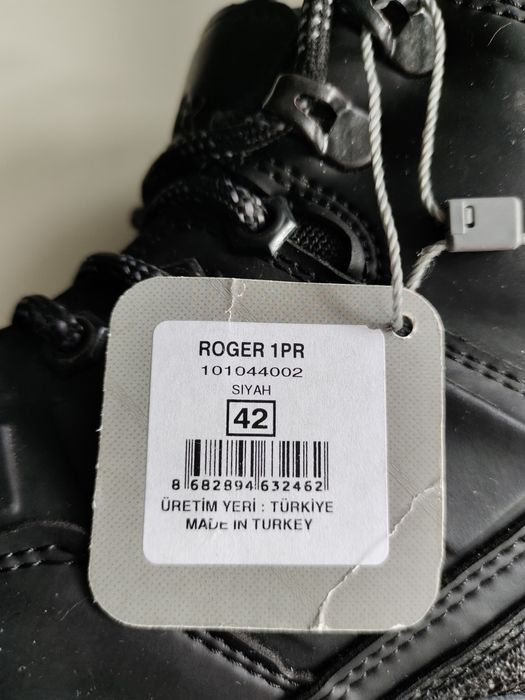 ROGER 1PR
101044002
SIYAH
42
8 682894 632462
ÜRETİM YERİ : TÜRKİYE
MADE IN TURKEY